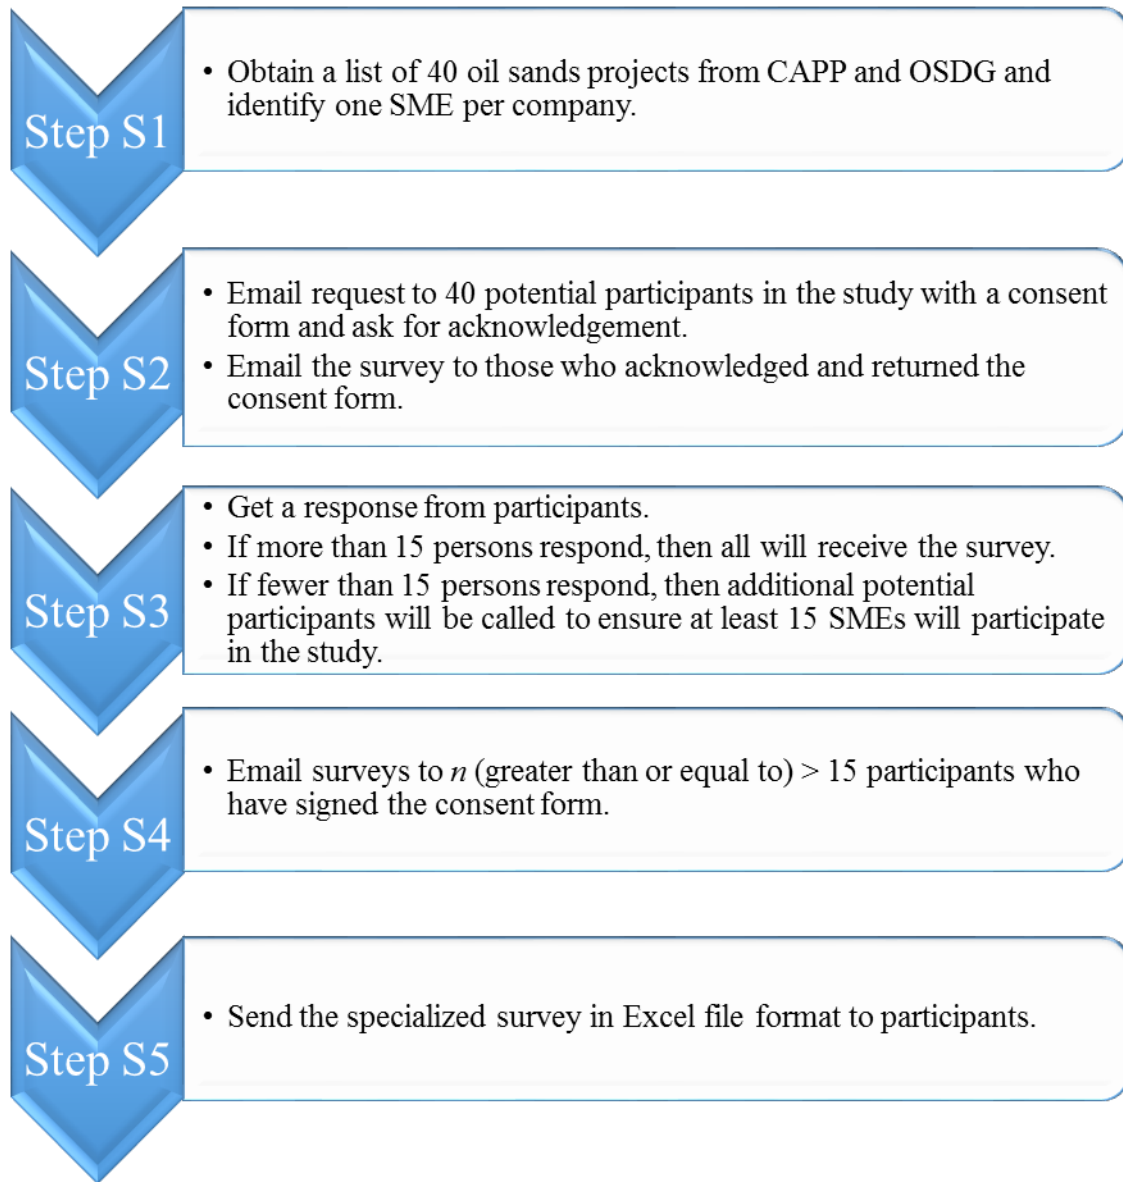 Step S1
• Obtain a list of 40 oil sands projects from CAPP and OSDG and
identify one SME per company.
Step S2
• Email request to 40 potential participants in the study with a consent
form and ask for acknowledgement.
• Email the survey to those who acknowledged and returned the
consent form.
Step S3
• Get a response from participants.
• If more than 15 persons respond, then all will receive the survey.
• If fewer than 15 persons respond, then additional potential
participants will be called to ensure at least 15 SMEs will participate
in the study.
Step S4
• Email surveys to n (greater than or equal to) > 15 participants who
have signed the consent form.
Step S5
• Send the specialized survey in Excel file format to participants.